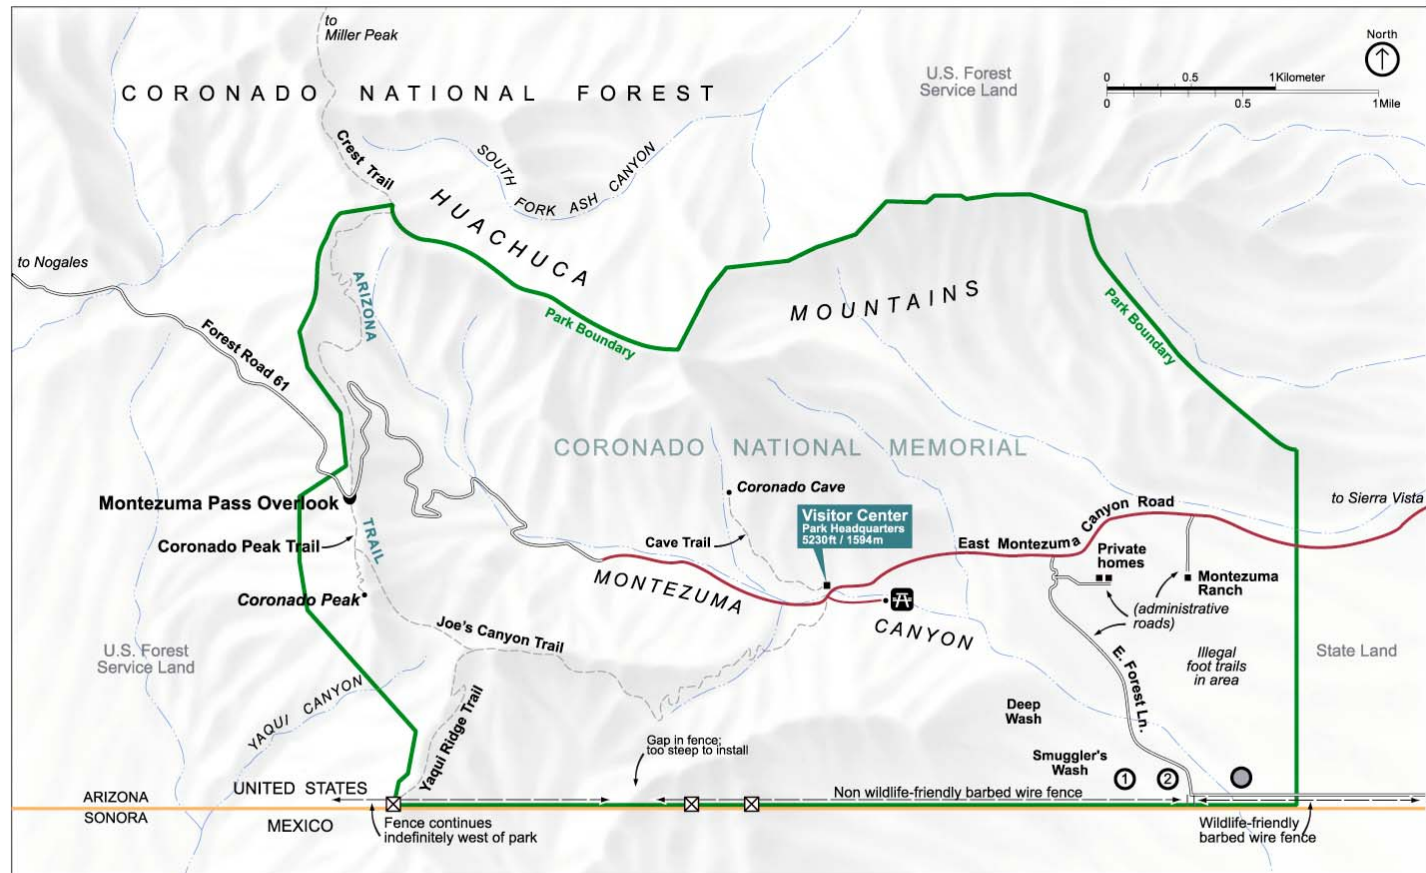 to
Miller Peak
North
U.S. Forest
Service Land
0 0.5 1Kilometer
0 0.5 1Mile
CORONADO NATIONAL FOREST
Crest Trail
SOUTH FORK ASH CANYON
HUACHUCA
MOUNTAINS
to Nogales
ARIZONA
Park Boundary
Park Boundary
Forest Road 61
CORONADO NATIONAL MEMORIAL
Montezuma Pass Overlook
Coronado Cave
to Sierra Vista
Visitor Center
Park Headquarters
5230ft / 1594m
East Montezuma Canyon Road
TRAIL
Coronado Peak Trail
Cave Trail
Private
homes
Montezuma
Ranch
MONTEZUMA
CANYON
Coronado Peak
(administrative
roads)
Joe's Canyon Trail
U.S. Forest
Service Land
Illegal
foot trails
in area
State Land
E. Forest Ln.
YAQUI CANYON
Yaqui Ridge Trail
Deep
Wash
Gap in fence;
too steep to install
Smuggler's
Wash
1 2
UNITED STATES
Non wildlife-friendly barbed wire fence
ARIZONA
SONORA
MEXICO
Fence continues
indefinitely west of park
Wildlife-friendly
barbed wire fence